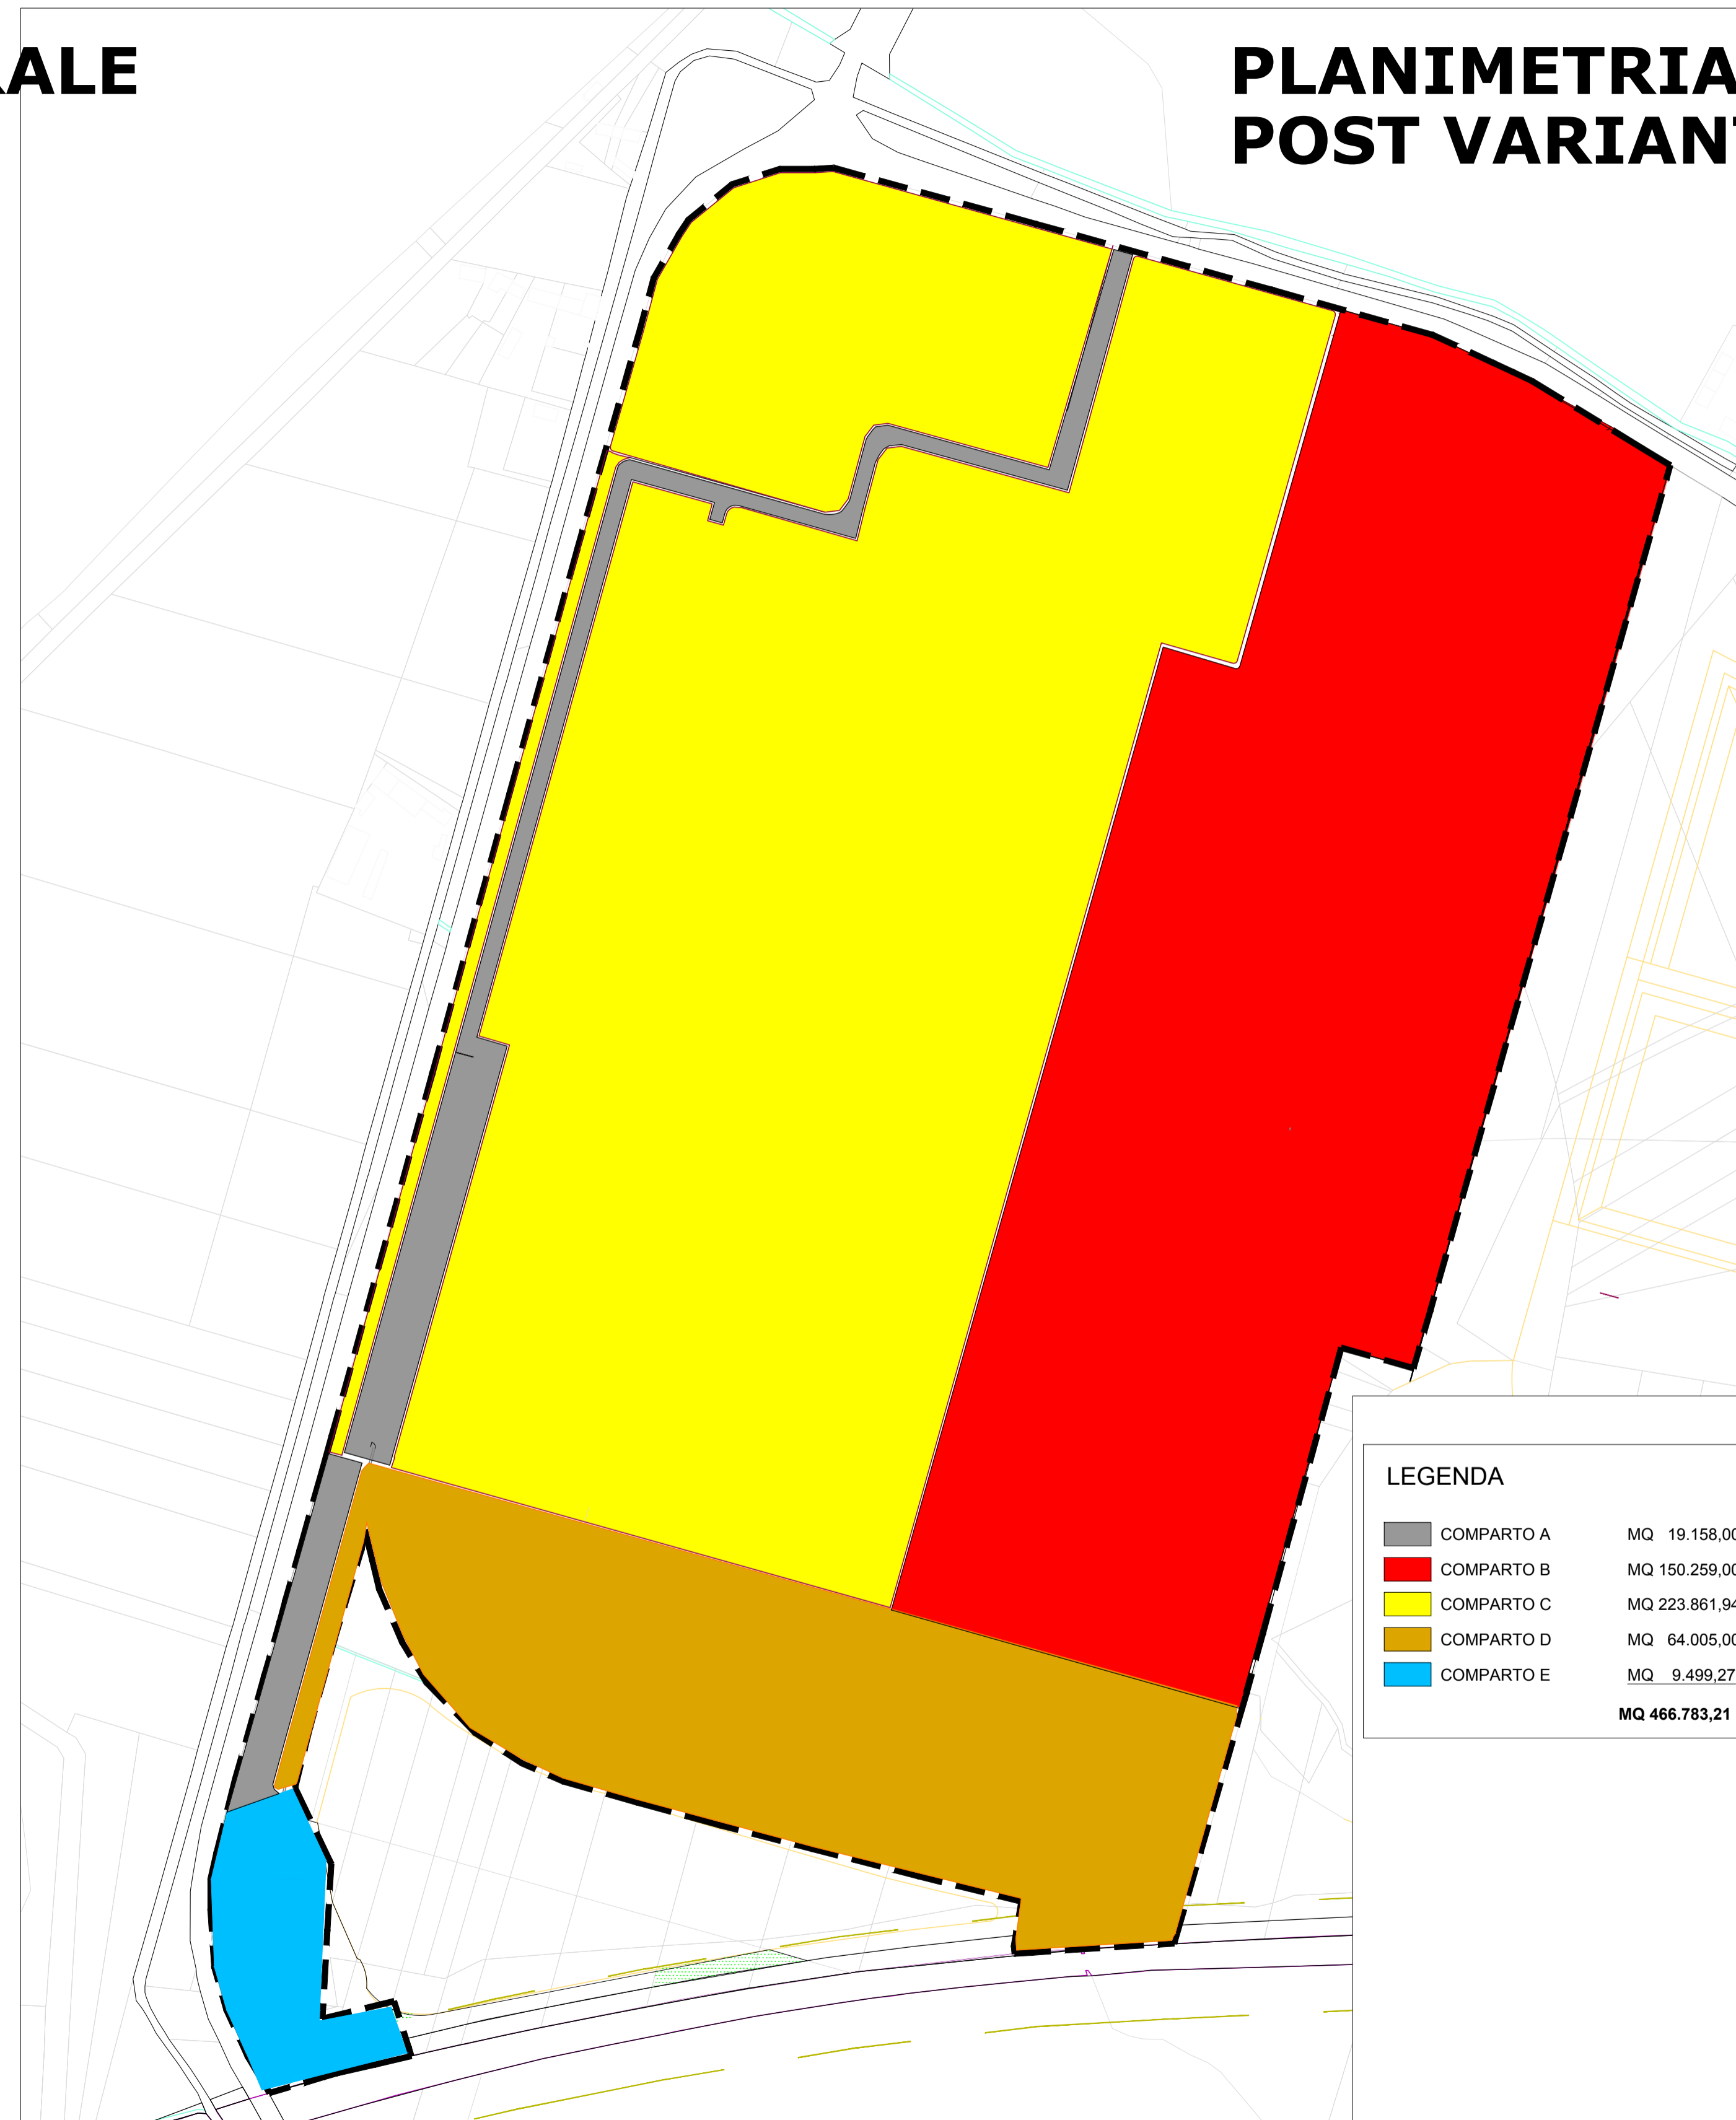 ALE
PLANIMETRIA
POST VARIANT
LEGENDA
COMPARTO A MQ 19.158,00
COMPARTO B MQ 150.259,00
COMPARTO C MQ 223.861,94
COMPARTO D MQ 64.005,00
COMPARTO E MQ 9.499,27
MQ 466.783,21